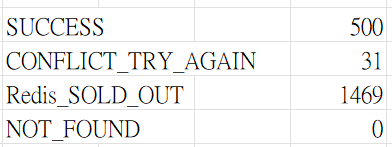 SUCCESS 500
CONFLICT_TRY_AGAIN 31
Redis_SOLD_OUT 1469
NOT_FOUND 0